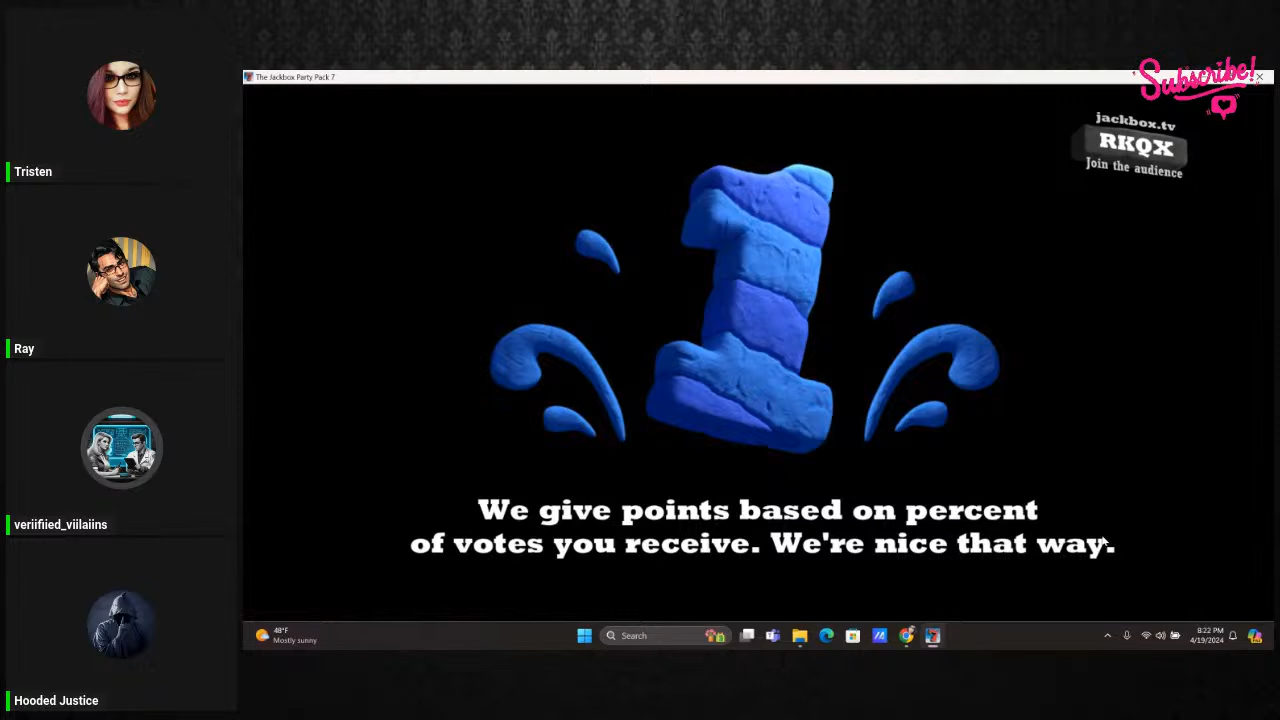 Tristen
Ray
veriifiied_viilaiins
Hooded Justice
The Jackbox Party Pack 7
Subscribe!
jackbox.tv
RKQX
Join the audience
1
We give points based on percent
of votes you receive. We're nice that way.
48°F
Mostly sunny
Search
8:22 PM
4/19/2024